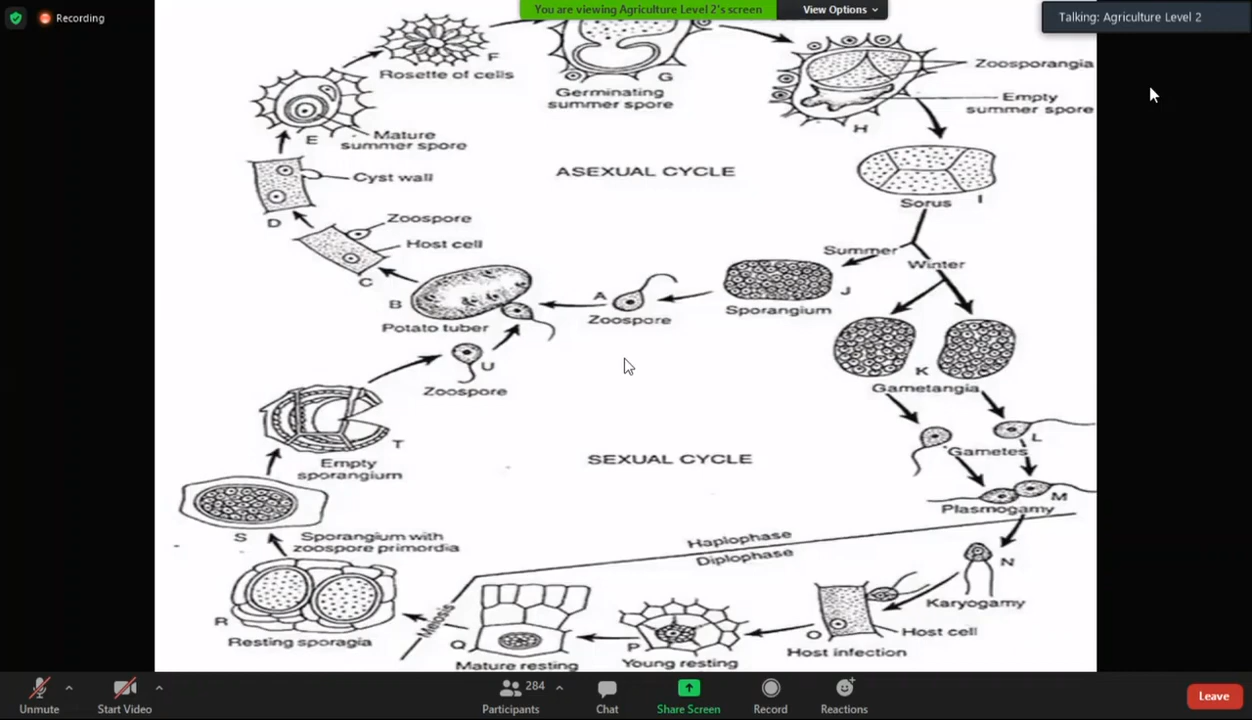 Recording
You are viewing Agriculture Level 2's screen
View Options
Talking: Agriculture Level 2
F
Rosette of cells
G
Germinating
summer spore
Zoosporangia
Empty
summer spore
H
E
Mature
summer spore
ASEXUAL CYCLE
Cyst wall
D
Sorus
I
Zoospore
Host cell
C
Summer
Winter
B
Potato tuber
A
Zoospore
J
Sporangium
U
Zoospore
K
Gametangia
T
Empty
sporangium
SEXUAL CYCLE
L
Gametes
M
Plasmogamy
S
Sporangium with
zoospore primordia
Haplophase
Diplophase
N
Karyogamy
R
Resting sporagia
Meiosis
Q
Mature resting
P
Young resting
O
Host cell
Host infection
Unmute
Start Video
284
Participants
Chat
Share Screen
Record
Reactions
Leave